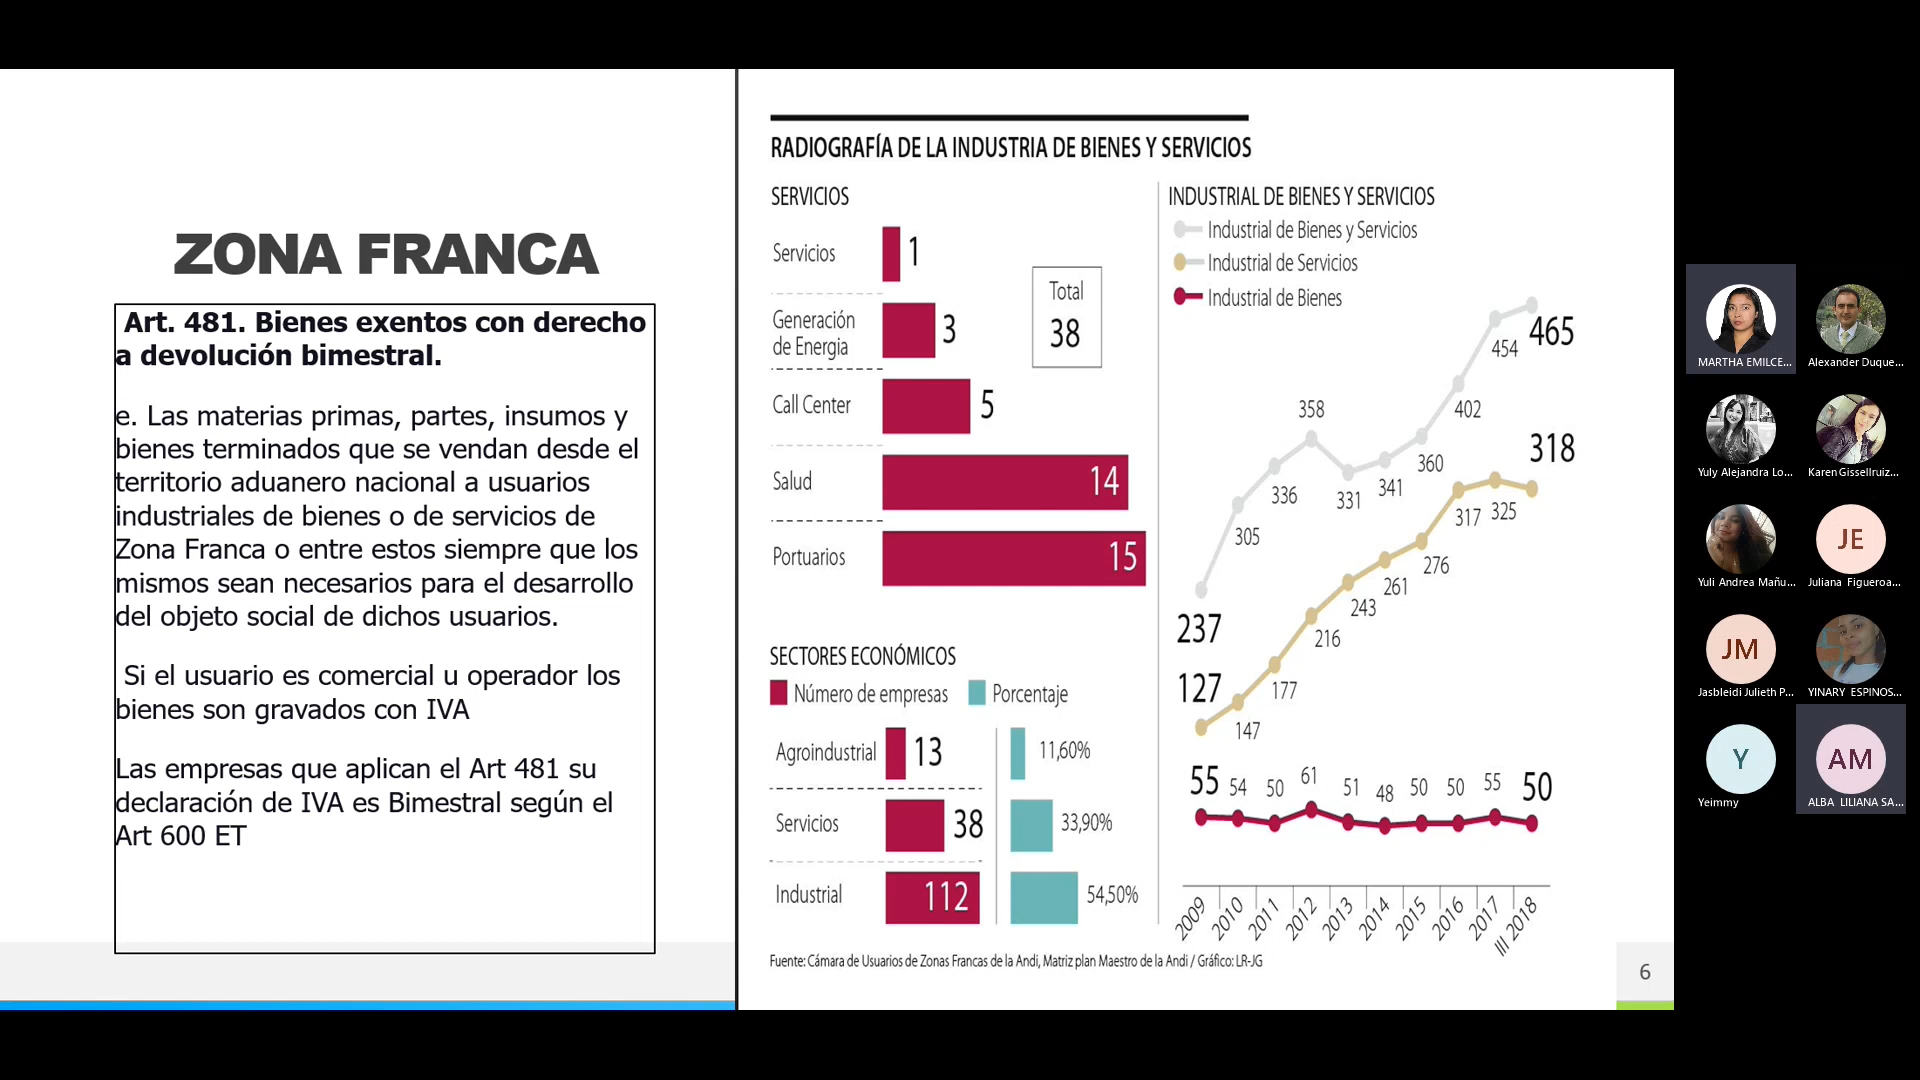 ZONA FRANCA
Art. 481. Bienes exentos con derecho
a devolución bimestral.
e. Las materias primas, partes, insumos y
bienes terminados que se vendan desde el
territorio aduanero nacional a usuarios
industriales de bienes o de servicios de
Zona Franca o entre estos siempre que los
mismos sean necesarios para el desarrollo
del objeto social de dichos usuarios.
Si el usuario es comercial u operador los
bienes son gravados con IVA
Las empresas que aplican el Art 481 su
declaración de IVA es Bimestral según el
Art 600 ET
RADIOGRAFÍA DE LA INDUSTRIA DE BIENES Y SERVICIOS
SERVICIOS
Servicios 1
Generación
de Energia 3
Call Center 5
Salud 14
Portuarios 15
Total
38
SECTORES ECONÓMICOS
Número de empresas Porcentaje
Agroindustrial 13 11,60%
Servicios 38 33,90%
Industrial 112 54,50%
INDUSTRIAL DE BIENES Y SERVICIOS
Industrial de Bienes y Servicios
Industrial de Servicios
Industrial de Bienes
237 305 336 358 331 341 360 402 454 465
127 147 177 216 243 261 276 317 325 318
55 54 50 61 51 48 50 50 55 50
2009 2010 2011 2012 2013 2014 2015 2016 2017 III 2018
Fuente: Cámara de Usuarios de Zonas Francas de la Andi, Matriz plan Maestro de la Andi / Gráfico: LR-JG
6
MARTHA EMILCE...
Alexander Duque...
Yuly Alejandra Lo...
Karen Gissellruiz...
Yuli Andrea Mañu...
JE
Juliana Figueroa...
JM
Jasbleidi Julieth P...
YINARY ESPINOS...
Y
Yeimmy
AM
ALBA LILIANA SA...